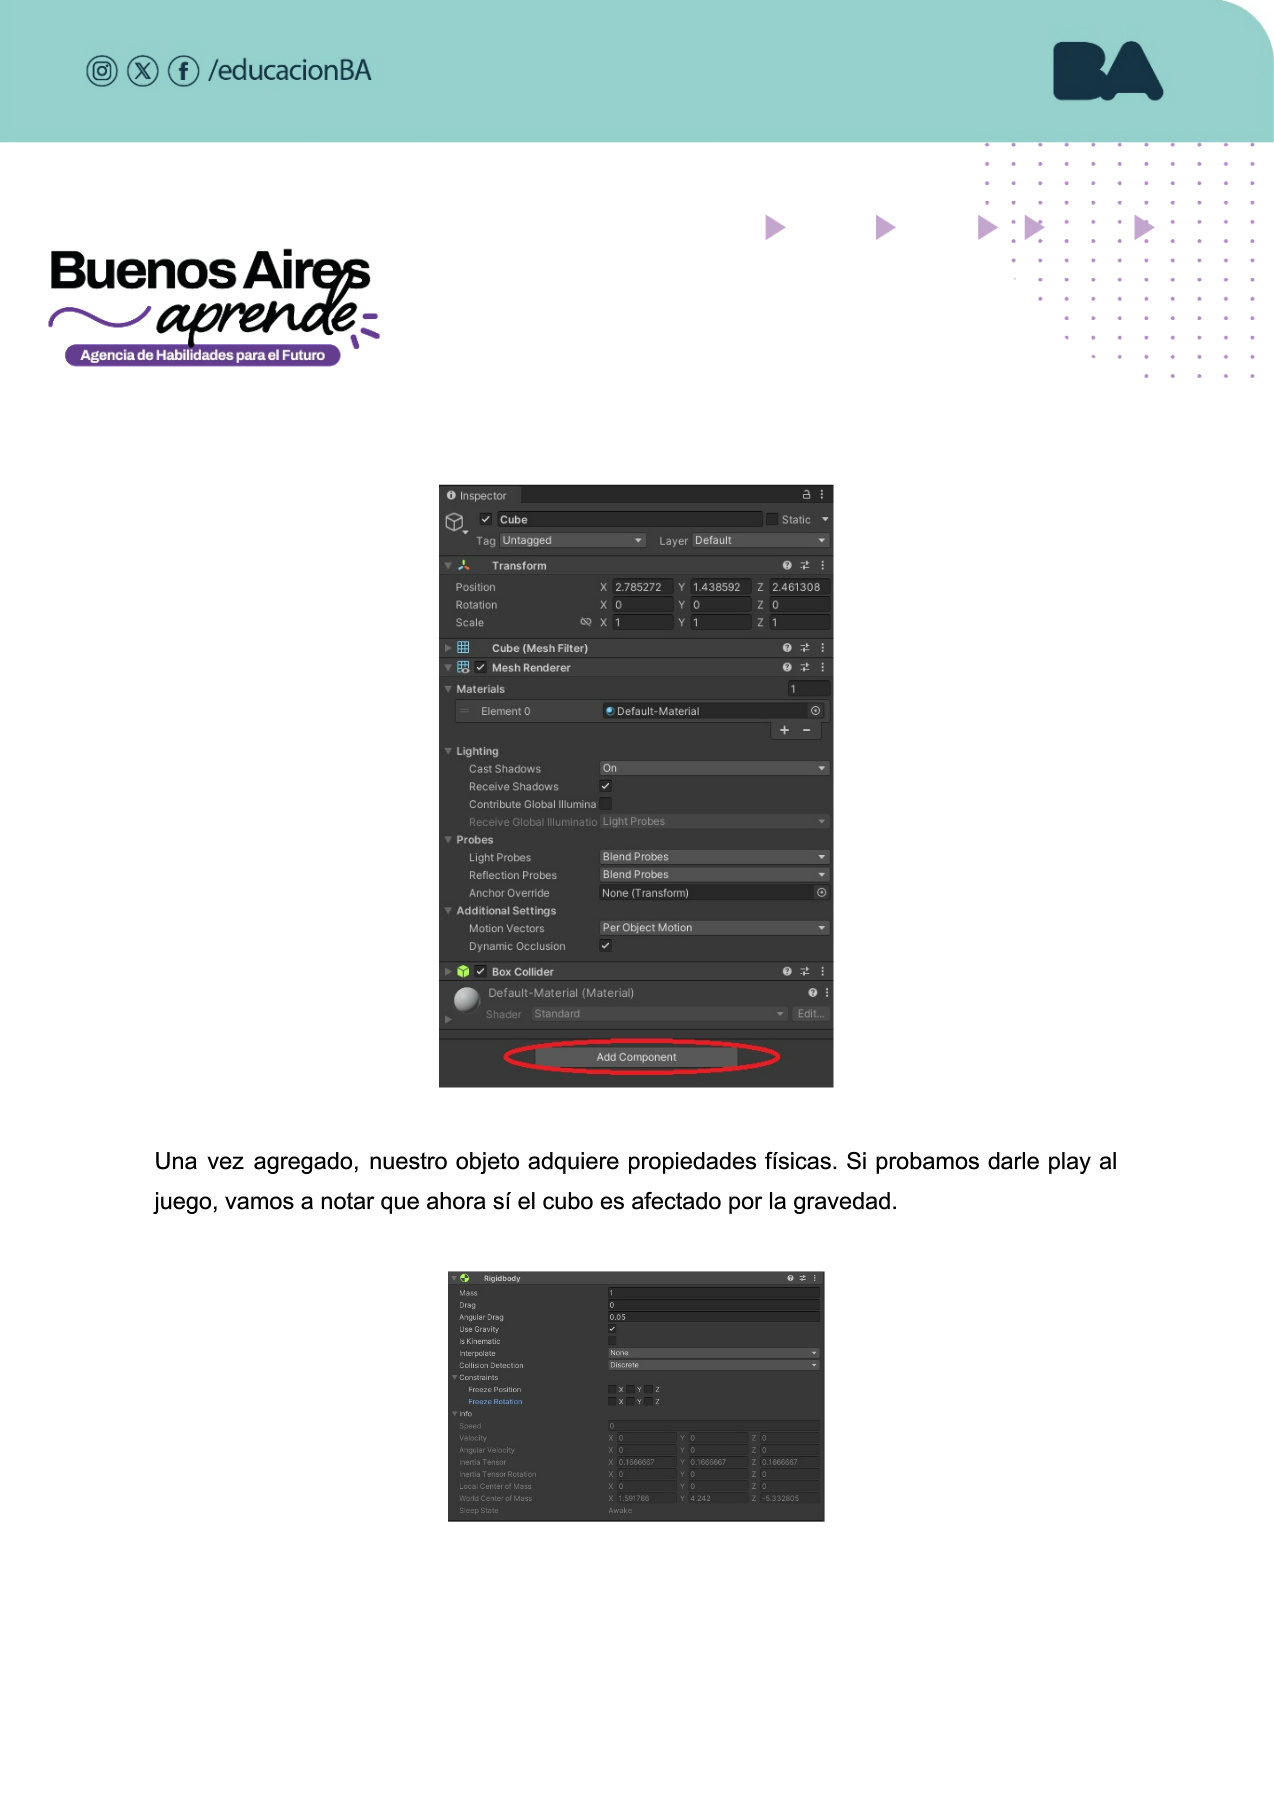 /educacionBA
BA
Buenos Aires
aprende
Agencia de Habilidades para el Futuro
Inspector
Cube Static
Tag Untagged Layer Default
Transform
Position X 2.785272 Y 1.438592 Z 2.461308
Rotation X 0 Y 0 Z 0
Scale X 1 Y 1 Z 1
Cube (Mesh Filter)
Mesh Renderer
Materials 1
Element 0 Default-Material
+ −
Lighting
Cast Shadows On
Receive Shadows
Contribute Global Illumina
Receive Global Illuminatio Light Probes
Probes
Light Probes Blend Probes
Reflection Probes Blend Probes
Anchor Override None (Transform)
Additional Settings
Motion Vectors Per Object Motion
Dynamic Occlusion
Box Collider
Default-Material (Material)
Shader Standard Edit...
Add Component
Una vez agregado, nuestro objeto adquiere propiedades físicas. Si probamos darle play al
juego, vamos a notar que ahora sí el cubo es afectado por la gravedad.
Rigidbody
Mass 1
Drag 0
Angular Drag 0.05
Use Gravity
Is Kinematic
Interpolate None
Collision Detection Discrete
Constraints
Freeze Position X Y Z
Freeze Rotation X Y Z
Info
Speed 0
Velocity X 0 Y 0 Z 0
Angular Velocity X 0 Y 0 Z 0
Inertia Tensor X 0.1666667 Y 0.1666667 Z 0.1666667
Inertia Tensor Rotation X 0 Y 0 Z 0
Local Center of Mass X 0 Y 0 Z 0
World Center of Mass X 1.591786 Y 4.242 Z -5.332805
Sleep State Awake